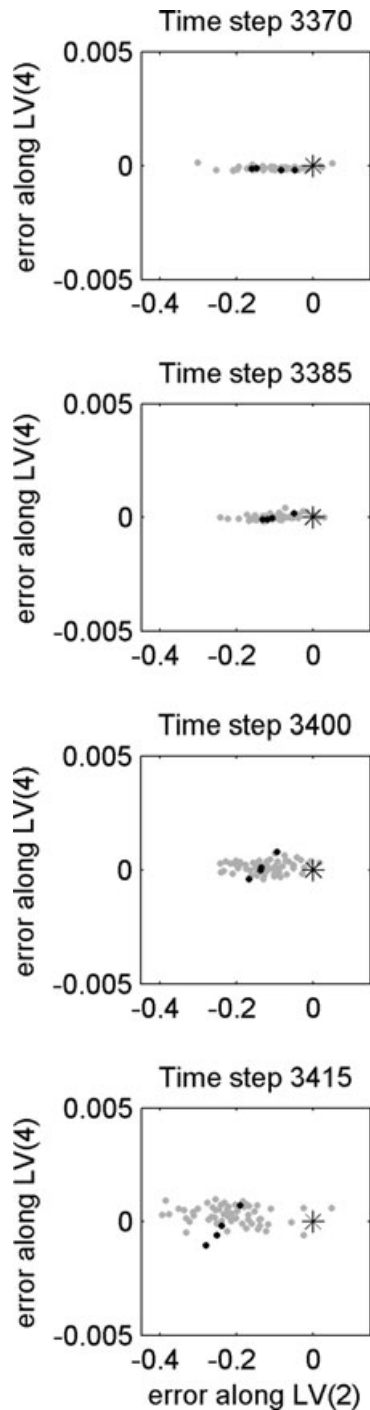 Time step 3370
0.005
0
-0.005
error along LV(4)
-0.4 -0.2 0
Time step 3385
0.005
0
-0.005
error along LV(4)
-0.4 -0.2 0
Time step 3400
0.005
0
-0.005
error along LV(4)
-0.4 -0.2 0
Time step 3415
0.005
0
-0.005
error along LV(4)
-0.4 -0.2 0
error along LV(2)